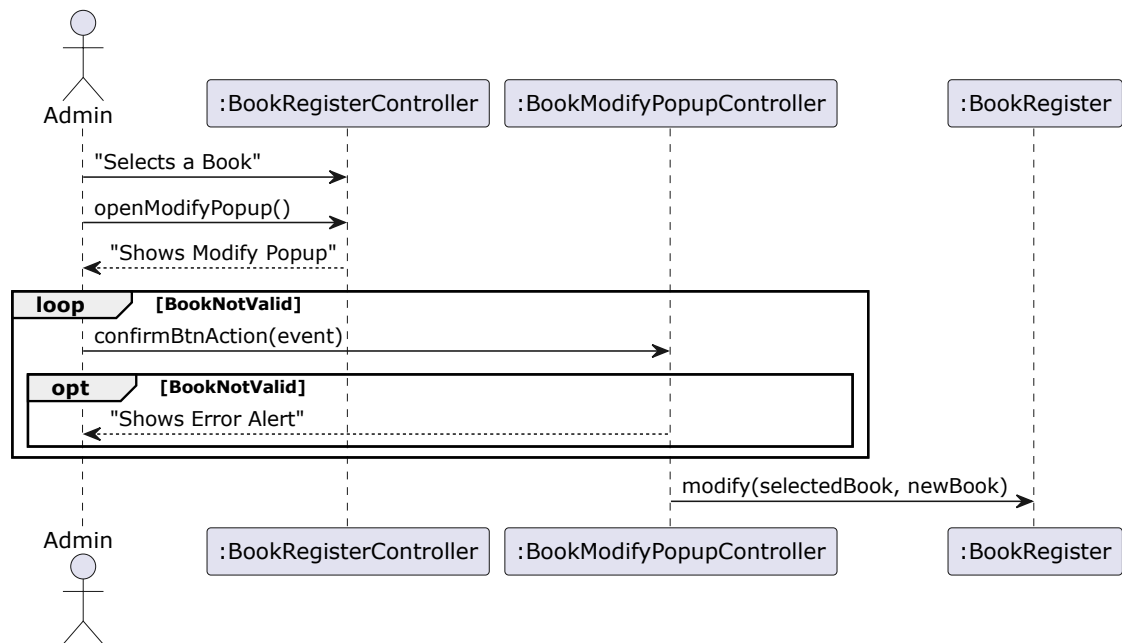 Admin
:BookRegisterController
:BookModifyPopupController
:BookRegister
"Selects a Book"
openModifyPopup()
"Shows Modify Popup"
loop
[BookNotValid]
confirmBtnAction(event)
opt
[BookNotValid]
"Shows Error Alert"
modify(selectedBook, newBook)
Admin
:BookRegisterController
:BookModifyPopupController
:BookRegister